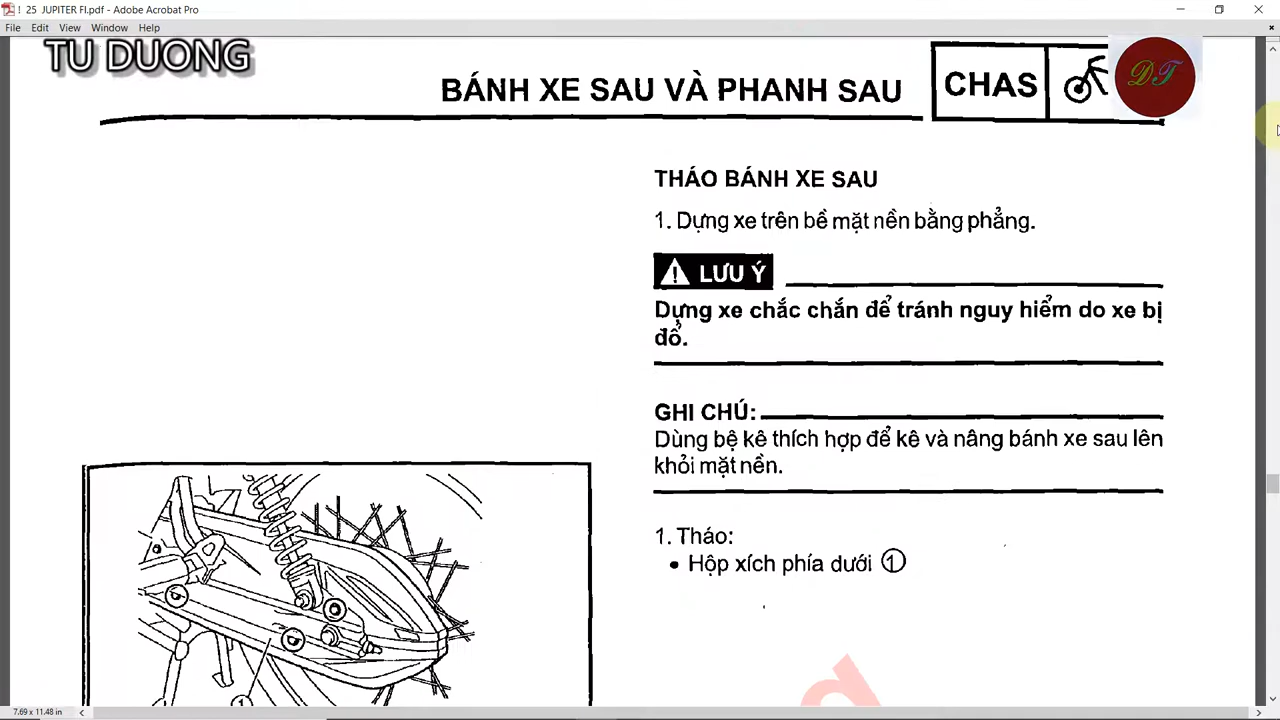 ! 25 JUPITER FI.pdf - Adobe Acrobat Pro
File Edit View Window Help
TU DUONG
BÁNH XE SAU VÀ PHANH SAU
CHAS
DT
THÁO BÁNH XE SAU
1. Dựng xe trên bề mặt nền bằng phẳng.
LƯU Ý
Dựng xe chắc chắn để tránh nguy hiểm do xe bị
đổ.
GHI CHÚ:
Dùng bệ kê thích hợp để kê và nâng bánh xe sau lên
khỏi mặt nền.
1. Tháo:
• Hộp xích phía dưới ①
1
d
7.69 x 11.48 in